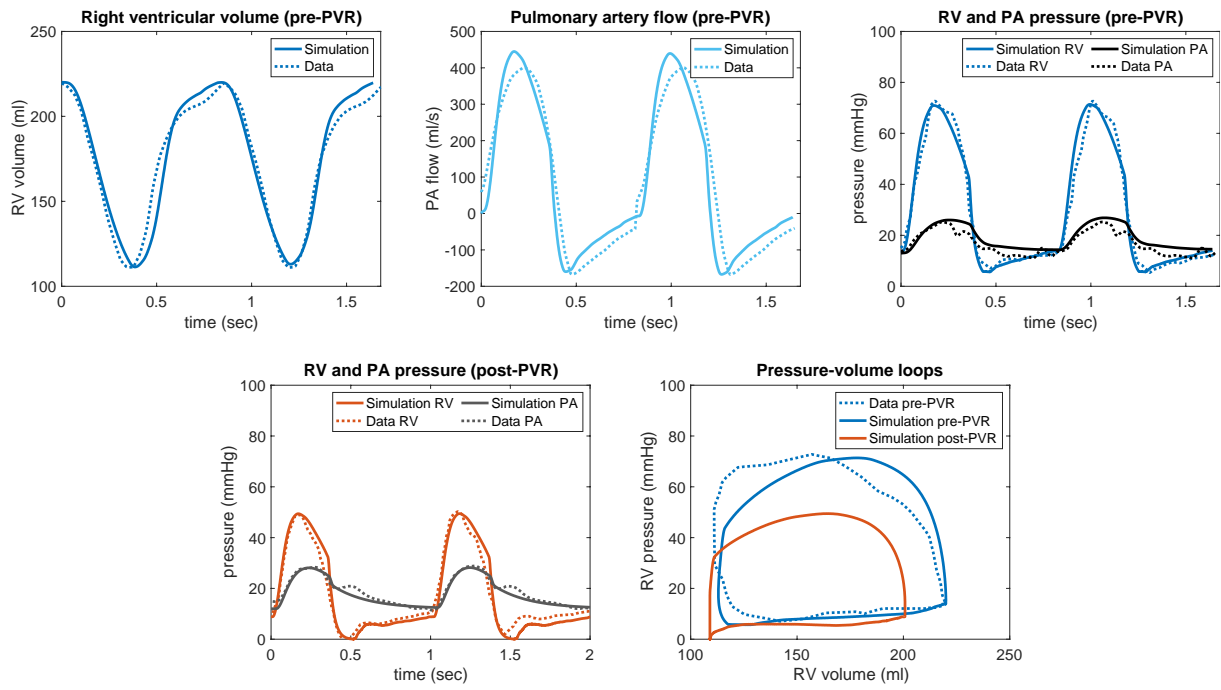 Right ventricular volume (pre-PVR)
250
200
150
100
RV volume (ml)
0
0.5
1
1.5
time (sec)
Simulation
Data
Pulmonary artery flow (pre-PVR)
500
400
300
200
100
0
-100
-200
PA flow (ml/s)
0
0.5
1
1.5
time (sec)
Simulation
Data
RV and PA pressure (pre-PVR)
100
80
60
40
20
0
pressure (mmHg)
0
0.5
1
1.5
time (sec)
Simulation RV
Data RV
Simulation PA
Data PA
RV and PA pressure (post-PVR)
100
80
60
40
20
0
pressure (mmHg)
0
0.5
1
1.5
2
time (sec)
Simulation RV
Data RV
Simulation PA
Data PA
Pressure-volume loops
100
80
60
40
20
0
RV pressure (mmHg)
100
150
200
250
RV volume (ml)
Data pre-PVR
Simulation pre-PVR
Simulation post-PVR